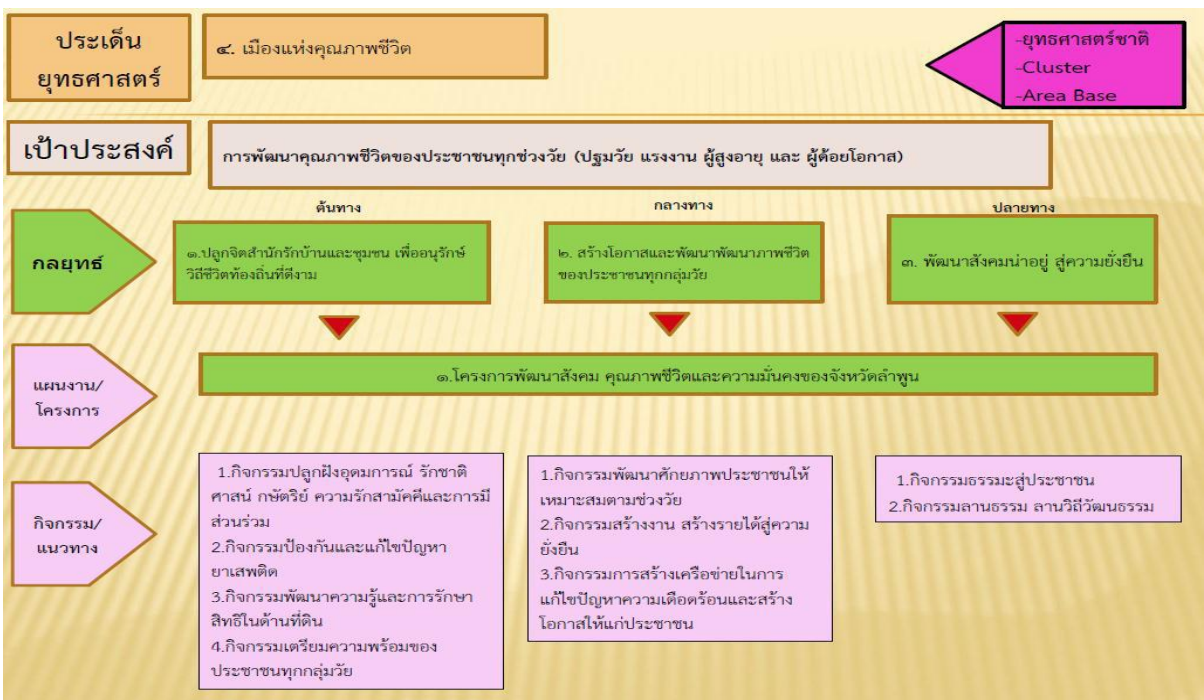 ประเด็น
ยุทธศาสตร์
๔. เมืองแห่งคุณภาพชีวิต
-ยุทธศาสตร์ชาติ
-Cluster
-Area Base
เป้าประสงค์
การพัฒนาคุณภาพชีวิตของประชาชนทุกช่วงวัย (ปฐมวัย แรงงาน ผู้สูงอายุ และ ผู้ด้อยโอกาส)
ต้นทาง
กลางทาง
ปลายทาง
กลยุทธ์
๑.ปลูกจิตสำนักรักบ้านและชุมชน เพื่ออนุรักษ์
วิถีชีวิตท้องถิ่นที่ดีงาม
๒. สร้างโอกาสและพัฒนาพัฒนาภาพชีวิต
ของประชาชนทุกกลุ่มวัย
๓. พัฒนาสังคมน่าอยู่ สู่ความยั่งยืน
แผนงาน/
โครงการ
๑.โครงการพัฒนาสังคม คุณภาพชีวิตและความมั่นคงของจังหวัดลำพูน
กิจกรรม/
แนวทาง
1.กิจกรรมปลูกฝังอุดมการณ์ รักชาติ
ศาสน์ กษัตริย์ ความรักสามัคคีและการมี
ส่วนร่วม
2.กิจกรรมป้องกันและแก้ไขปัญหา
ยาเสพติด
3.กิจกรรมพัฒนาความรู้และการรักษา
สิทธิในด้านที่ดิน
4.กิจกรรมเตรียมความพร้อมของ
ประชาชนทุกกลุ่มวัย
1.กิจกรรมพัฒนาศักยภาพประชาชนให้
เหมาะสมตามช่วงวัย
2.กิจกรรมสร้างงาน สร้างรายได้สู่ความ
ยั่งยืน
3.กิจกรรมการสร้างเครือข่ายในการ
แก้ไขปัญหาความเดือดร้อนและสร้าง
โอกาสให้แก่ประชาชน
1.กิจกรรมธรรมะสู่ประชาชน
2.กิจกรรมลานธรรม ลานวิถีวัฒนธรรม